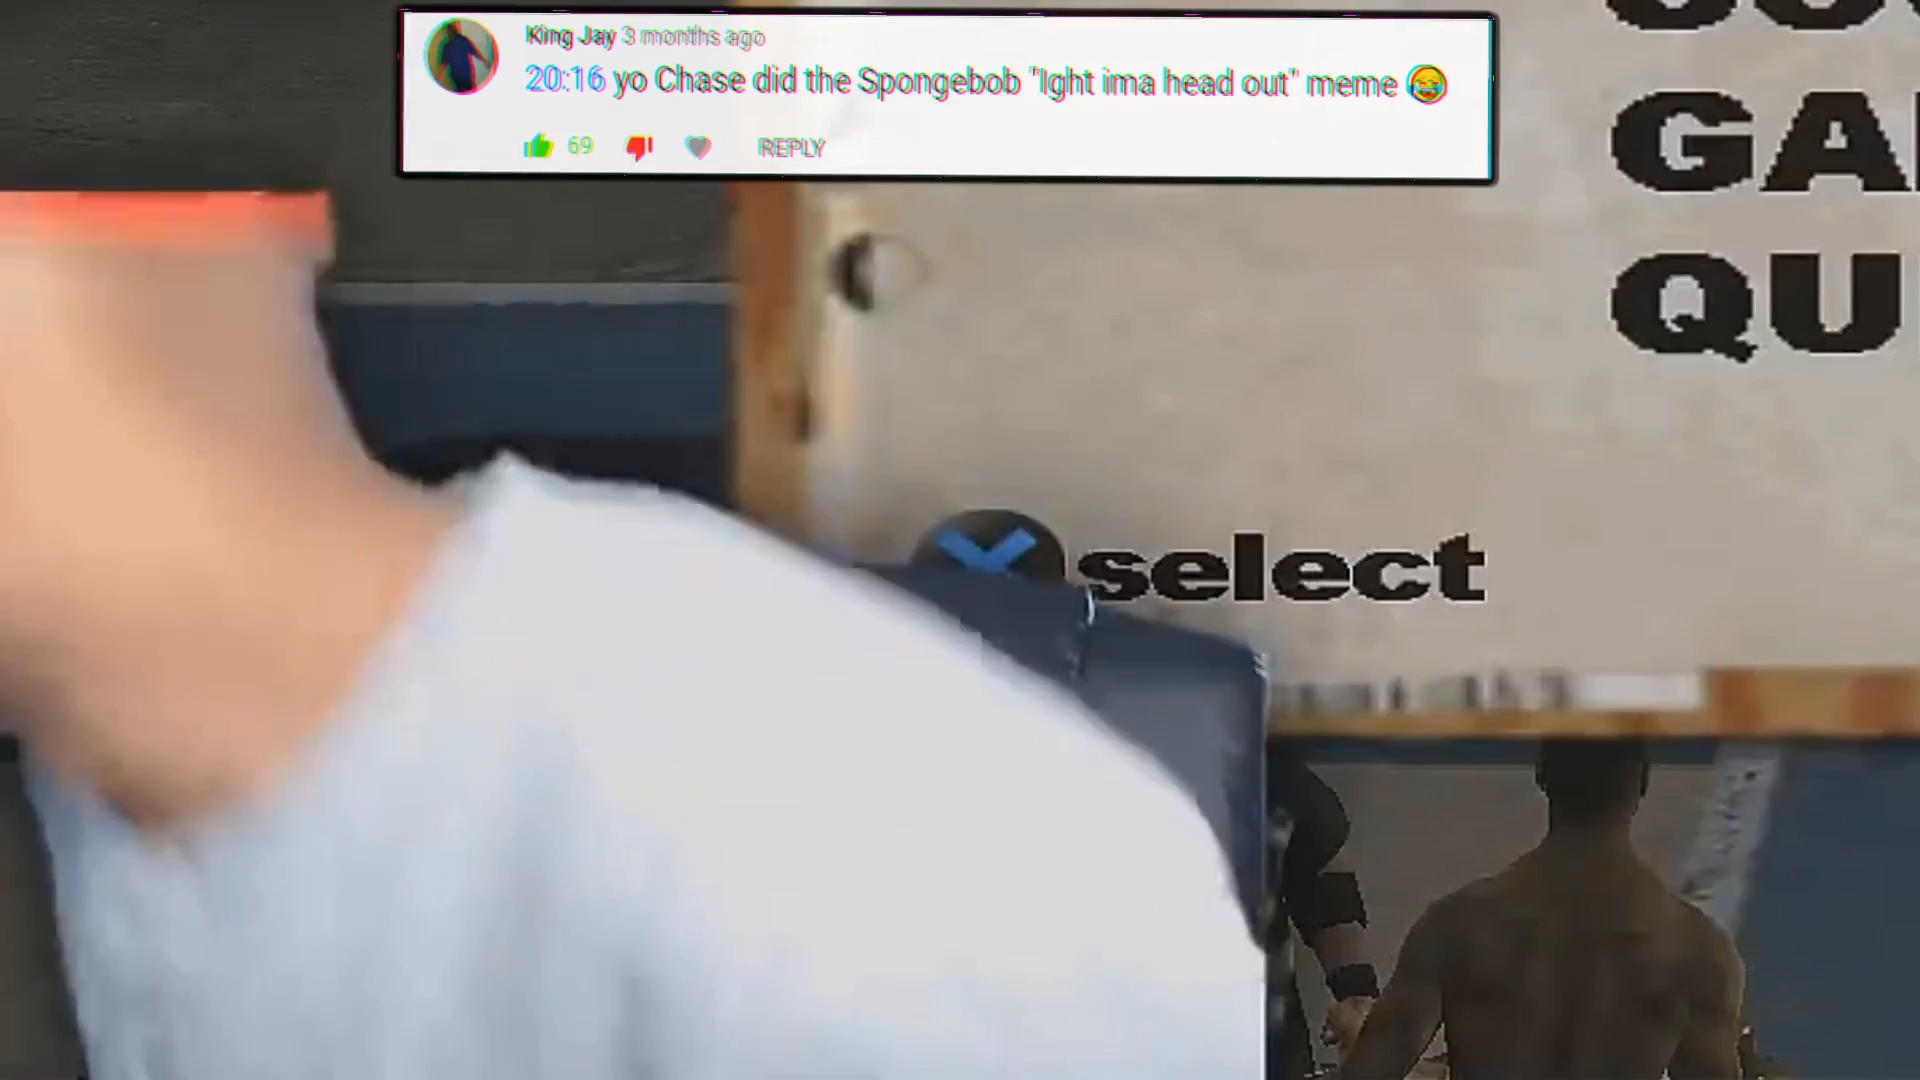 King Jay 3 months ago
20:16 yo Chase did the Spongebob "Ight ima head out" meme 😂
69 REPLY
GA
QU
select